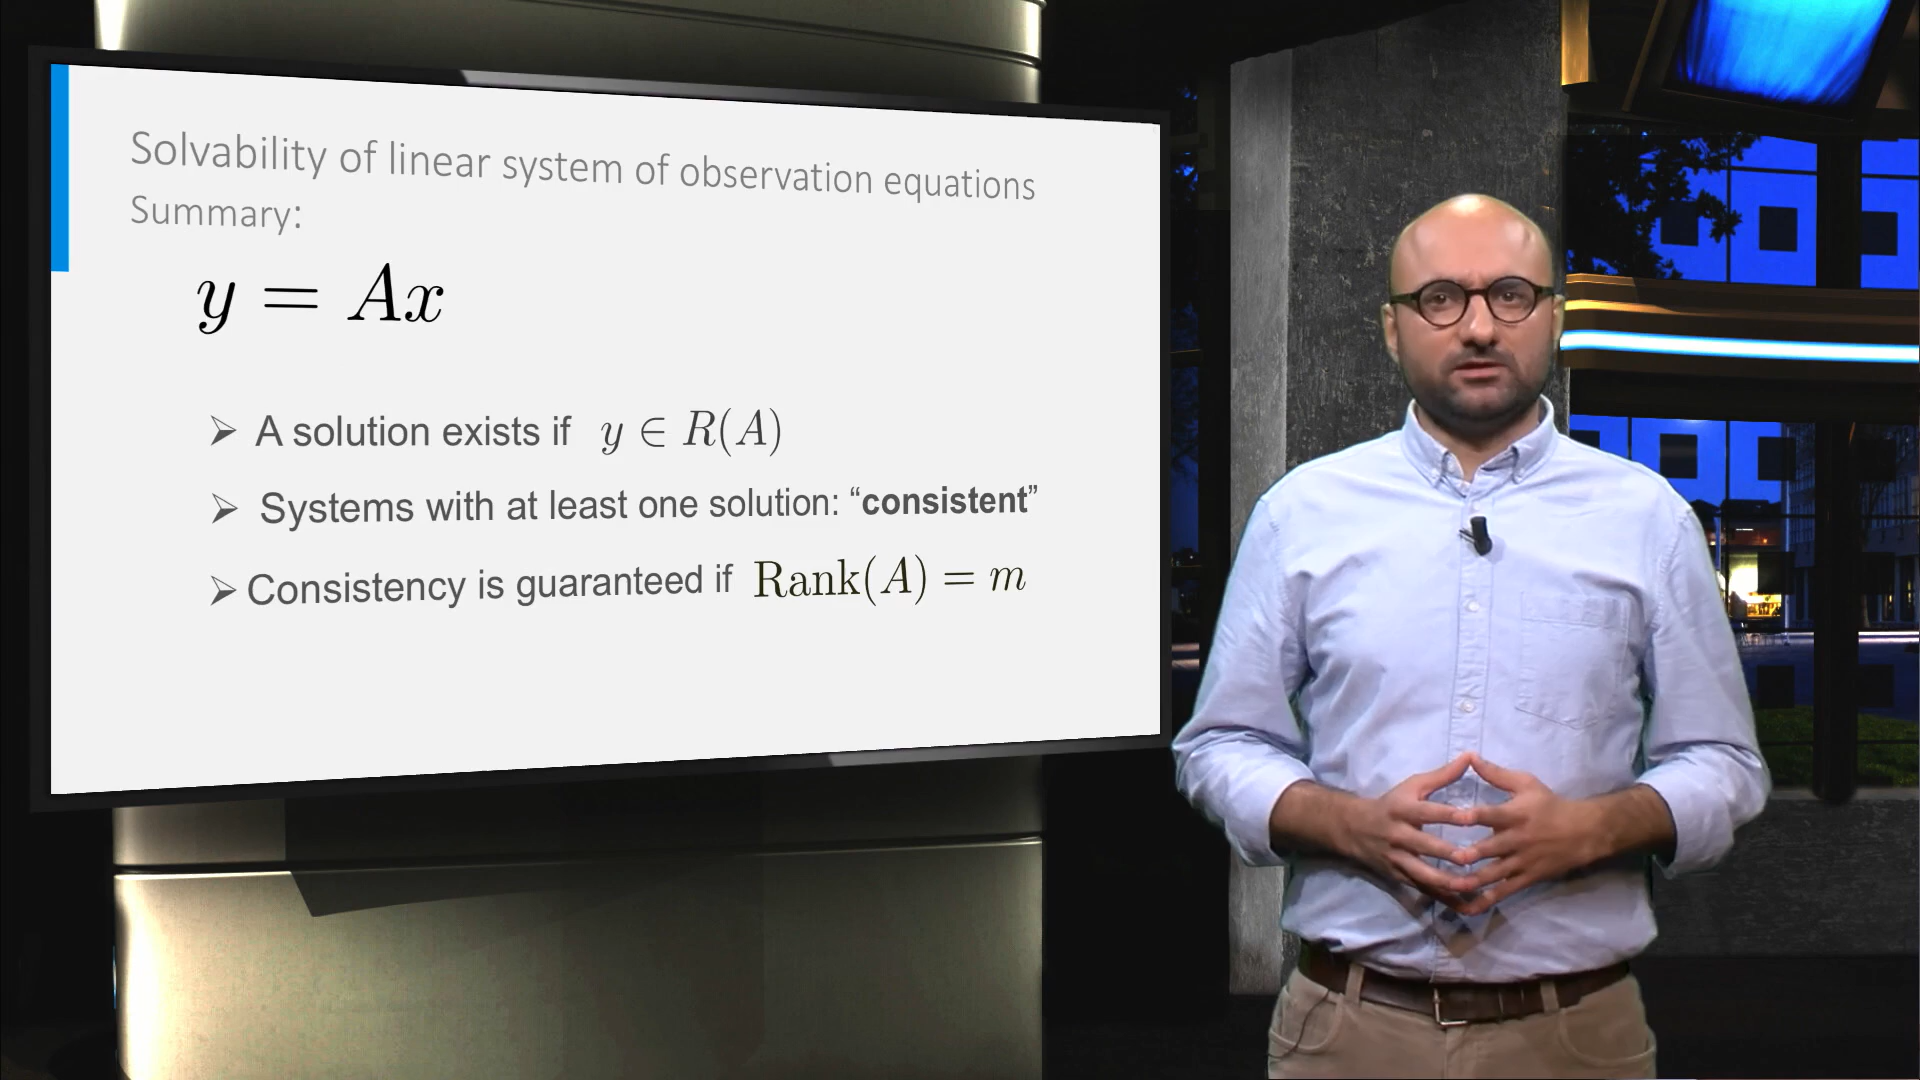 Solvability of linear system of observation equations
Summary:
y = Ax
➢ A solution exists if y ∈ R(A)
➢ Systems with at least one solution: “consistent”
➢ Consistency is guaranteed if Rank(A) = m